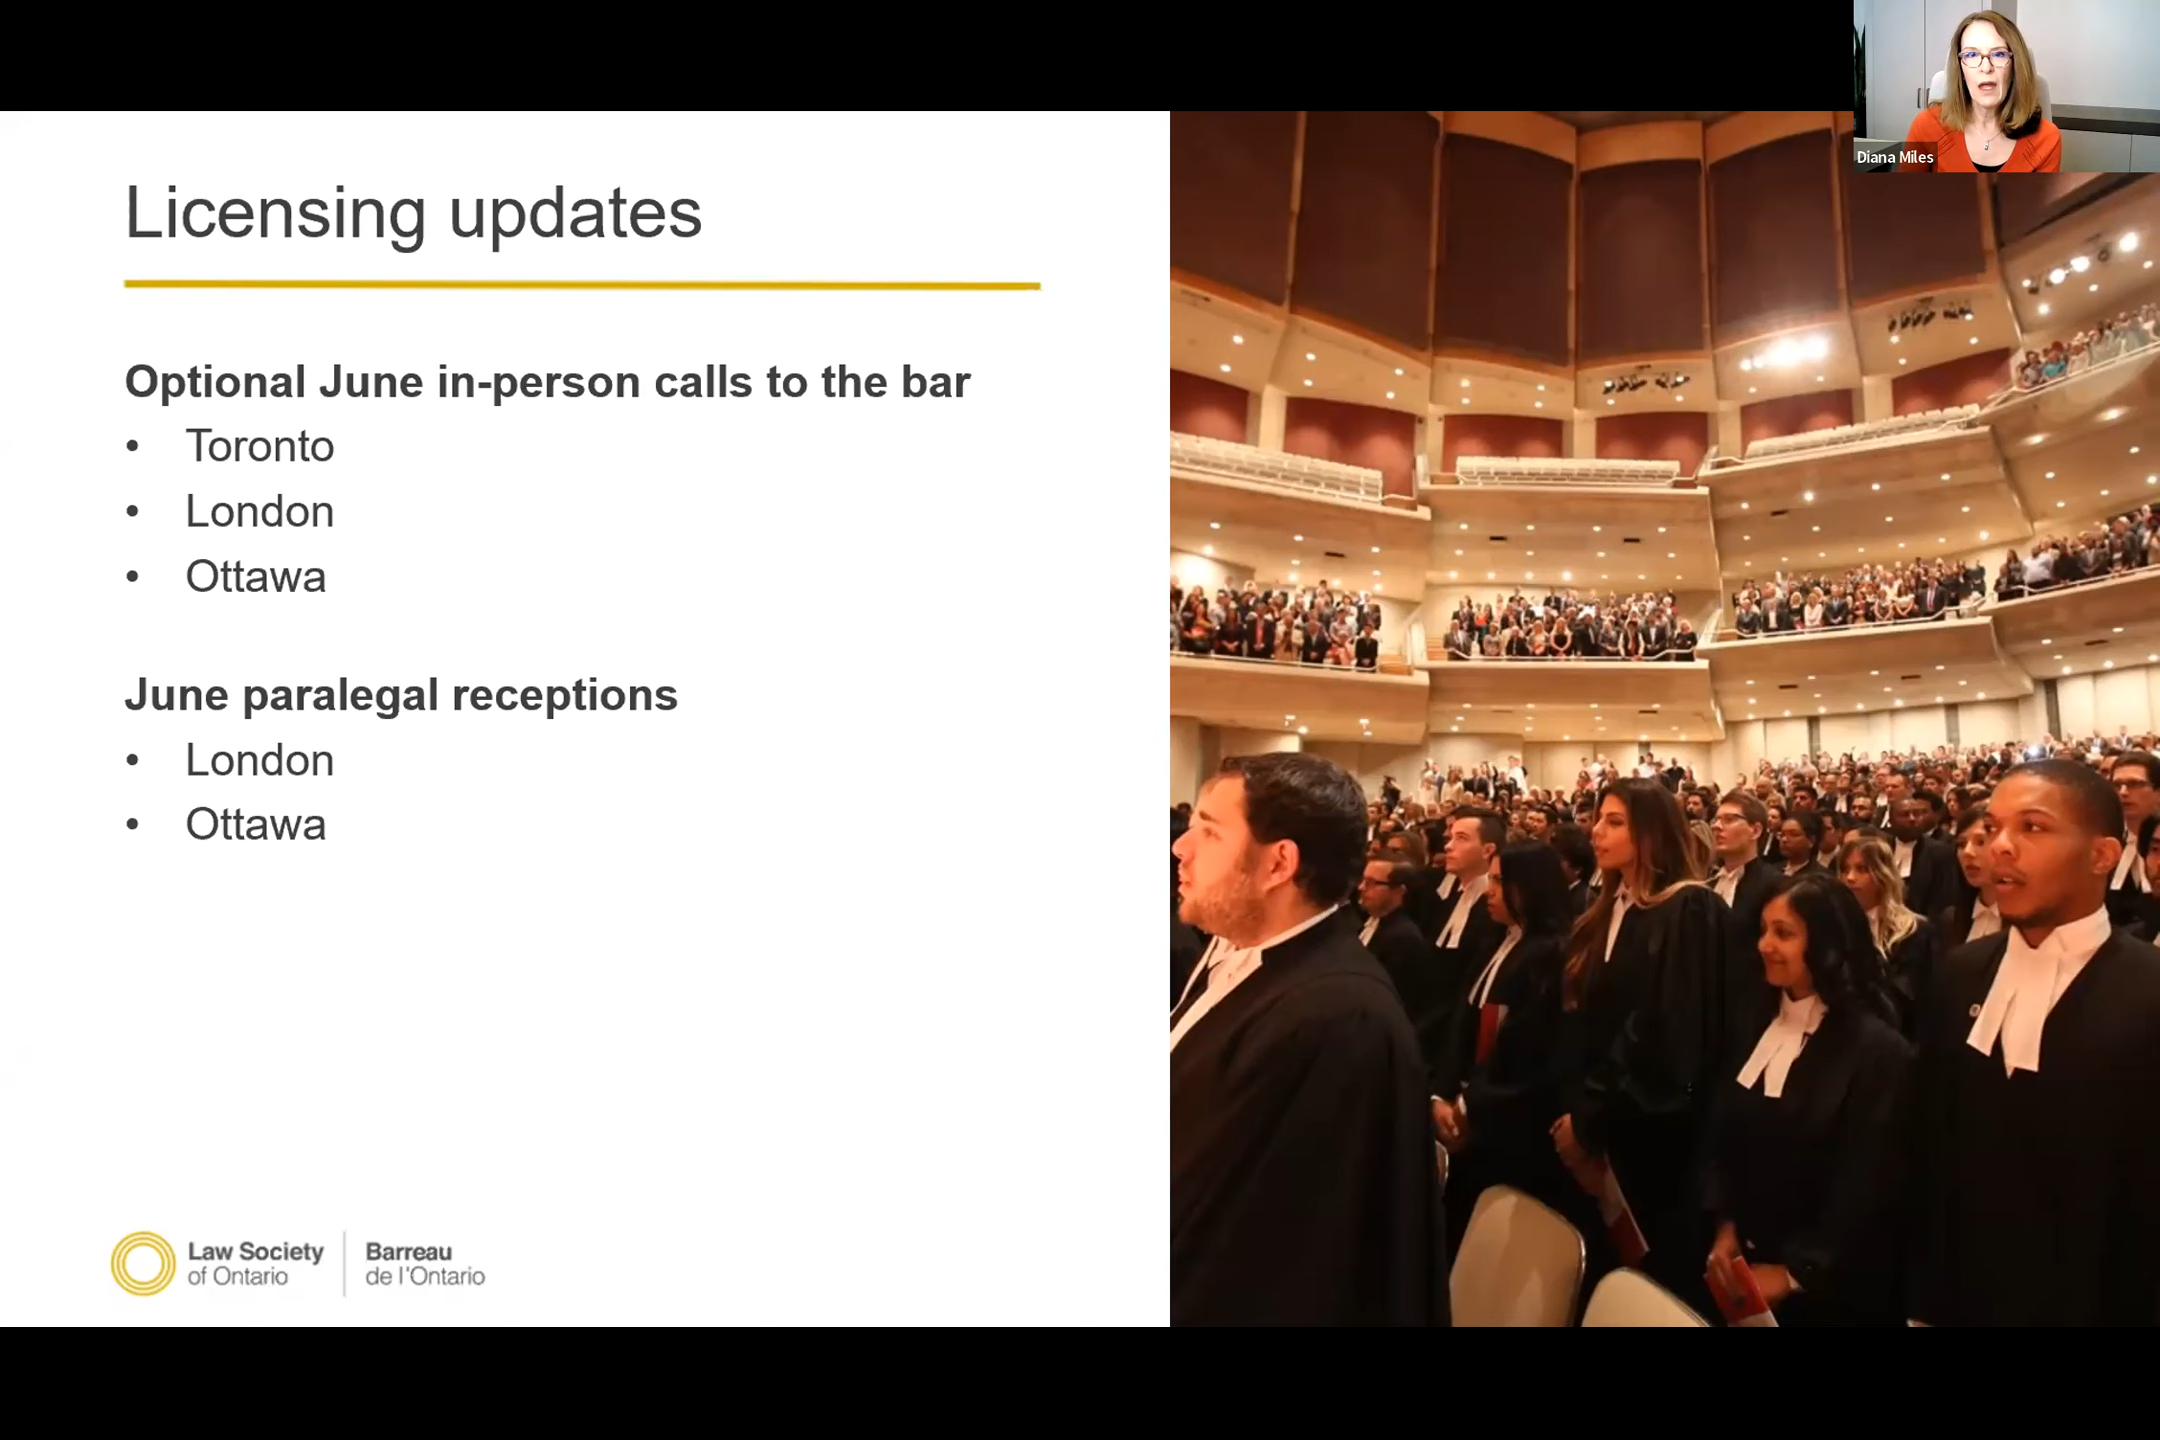 Diana Miles
Licensing updates
Optional June in-person calls to the bar
• Toronto
• London
• Ottawa
June paralegal receptions
• London
• Ottawa
Law Society
of Ontario
Barreau
de l'Ontario